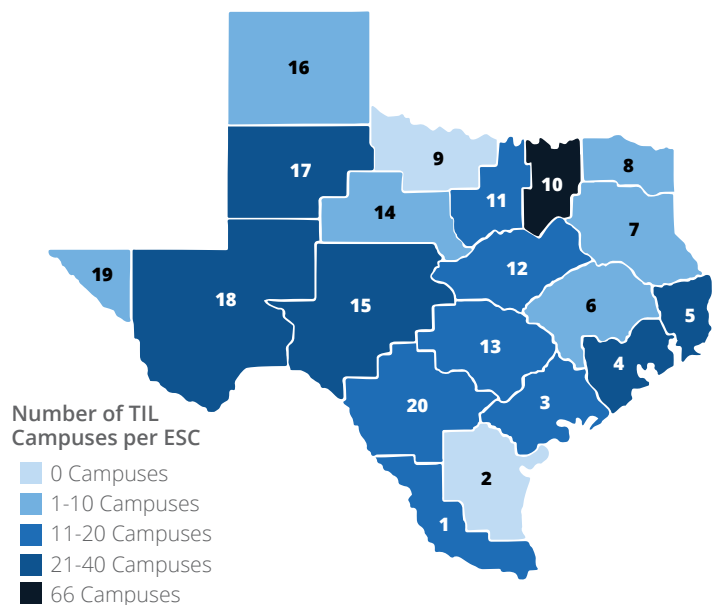 16
9
8
17
10
11
14
7
12
19
18
15
6
5
13
4
20
3
2
1
Number of TIL
Campuses per ESC
0 Campuses
1-10 Campuses
11-20 Campuses
21-40 Campuses
66 Campuses